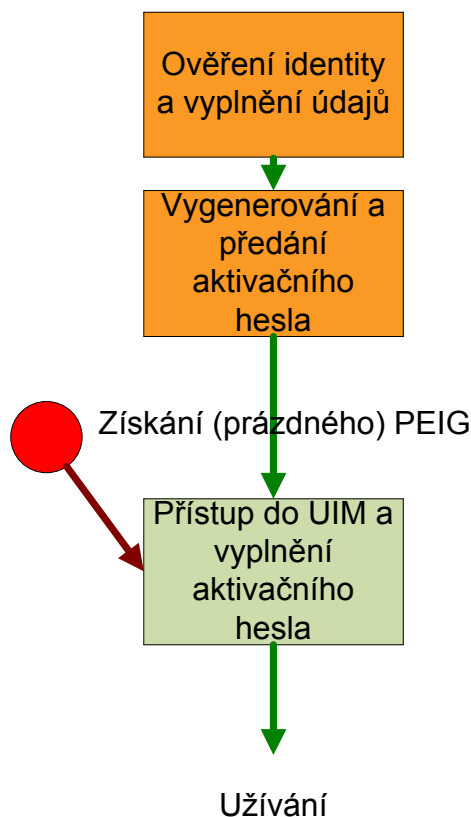 Ověření identity
a vyplnění údajů
Vygenerování a
předání
aktivačního
hesla
Získání (prázdného) PEIG
Přístup do UIM a
vyplnění
aktivačního
hesla
Užívání